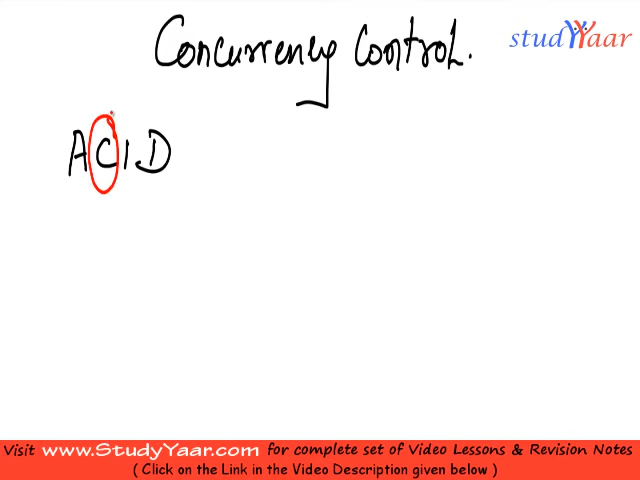 Concurrency Control.
studYYaar
ACID
Visit www.StudyYaar.com for complete set of Video Lessons & Revision Notes
( Click on the Link in the Video Description given below )